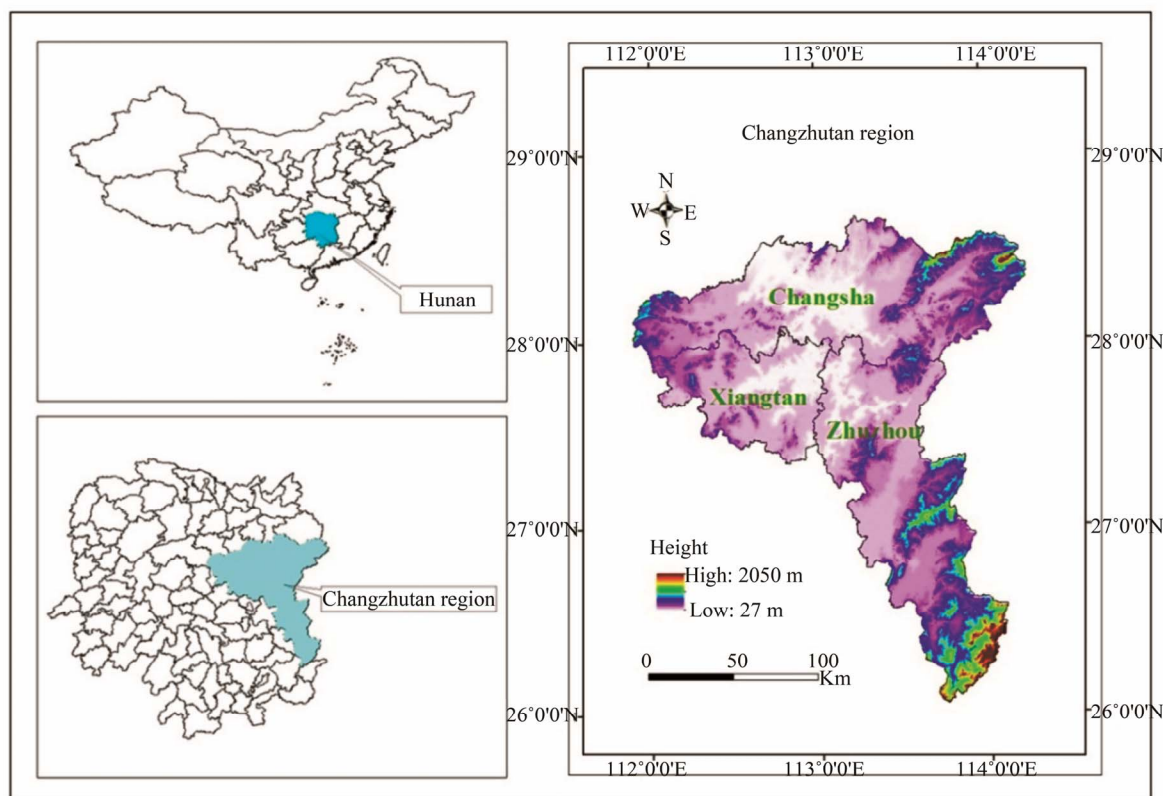 Hunan
Changzhutan region
112°0'0"E
113°0'0"E
114°0'0"E
Changzhutan region
29°0'0"N
29°0'0"N
N
W
E
S
Changsha
28°0'0"N
28°0'0"N
Xiangtan
Zhuzhou
27°0'0"N
27°0'0"N
Height
High: 2050 m
Low: 27 m
0
50
100
Km
26°0'0"N
26°0'0"N
112°0'0"E
113°0'0"E
114°0'0"E